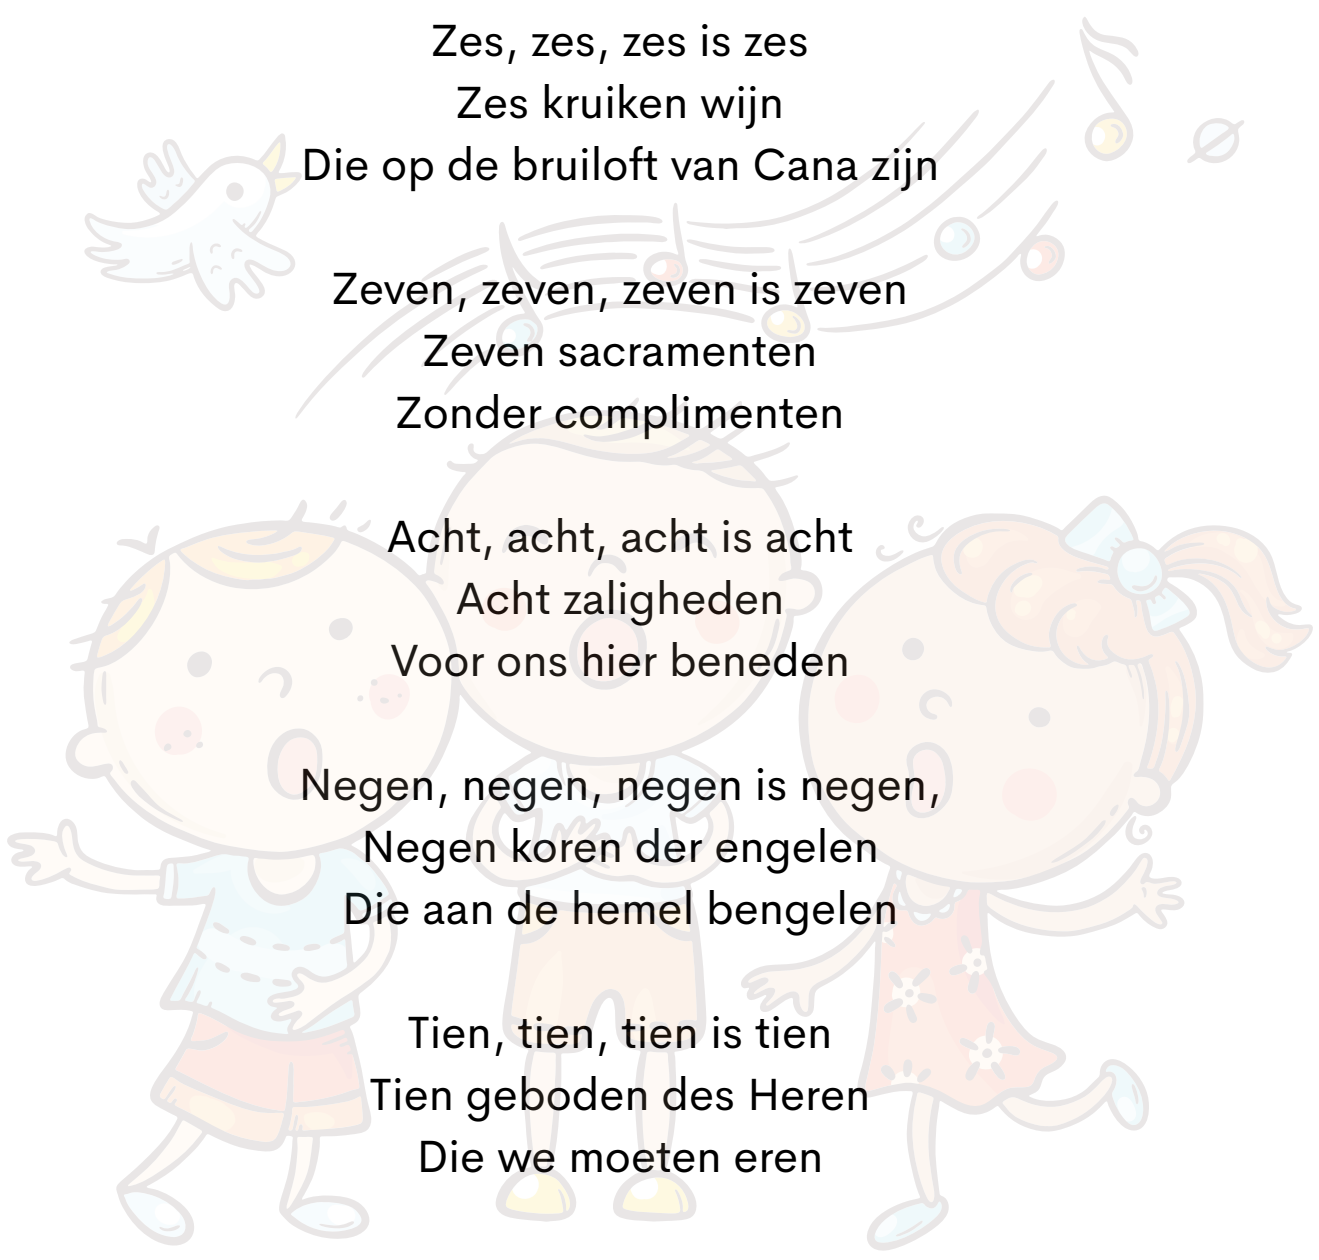 Zes, zes, zes is zes
Zes kruiken wijn
Die op de bruiloft van Cana zijn
Zeven, zeven, zeven is zeven
Zeven sacramenten
Zonder complimenten
Acht, acht, acht is acht
Acht zaligheden
Voor ons hier beneden
Negen, negen, negen is negen,
Negen koren der engelen
Die aan de hemel bengelen
Tien, tien, tien is tien
Tien geboden des Heren
Die we moeten eren